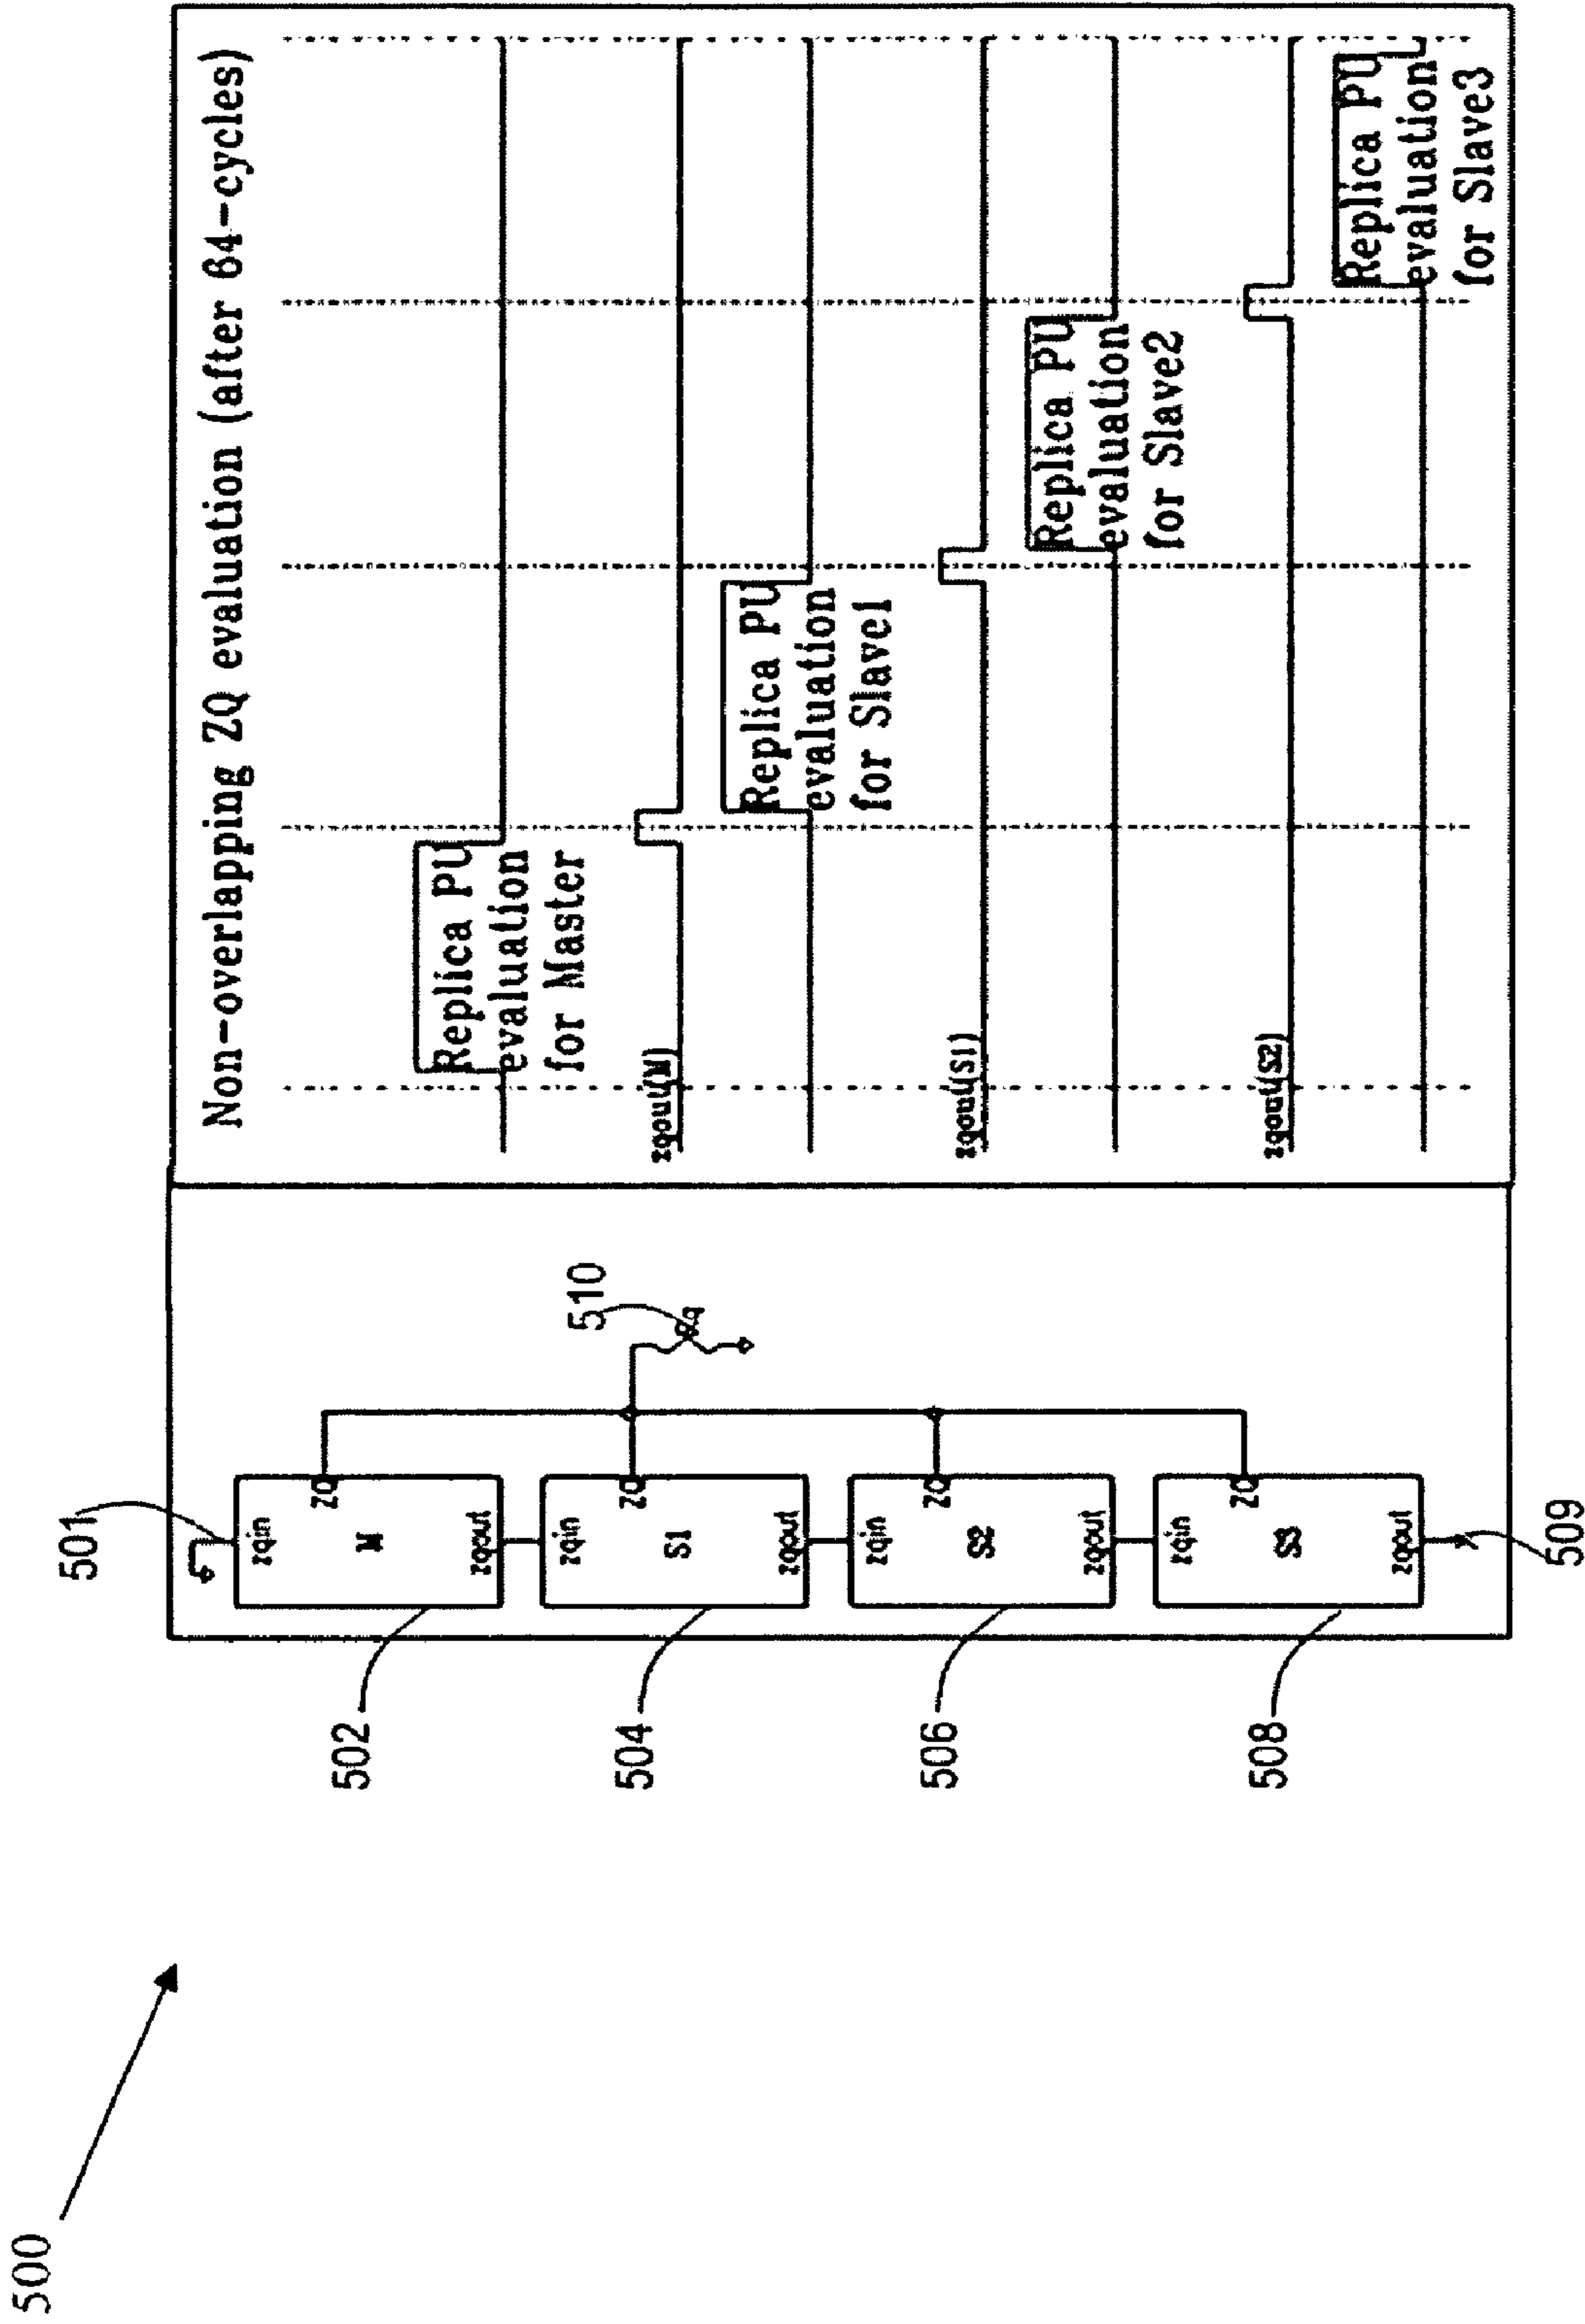 500
Non-overlapping ZQ evaluation (after 64-cycles)
501
zqin
ZQ
M
zqout
502
zqin
ZQ
S1
zqout
504
zqin
ZQ
S2
zqout
506
zqin
ZQ
S3
zqout
508
509
510
Rq
Replica PU
evaluation
for Master
zqout(M)
Replica PU
evaluation
for Slave1
zqout(S1)
Replica PU
evaluation
for Slave2
zqout(S2)
Replica PU
evaluation
for Slave3